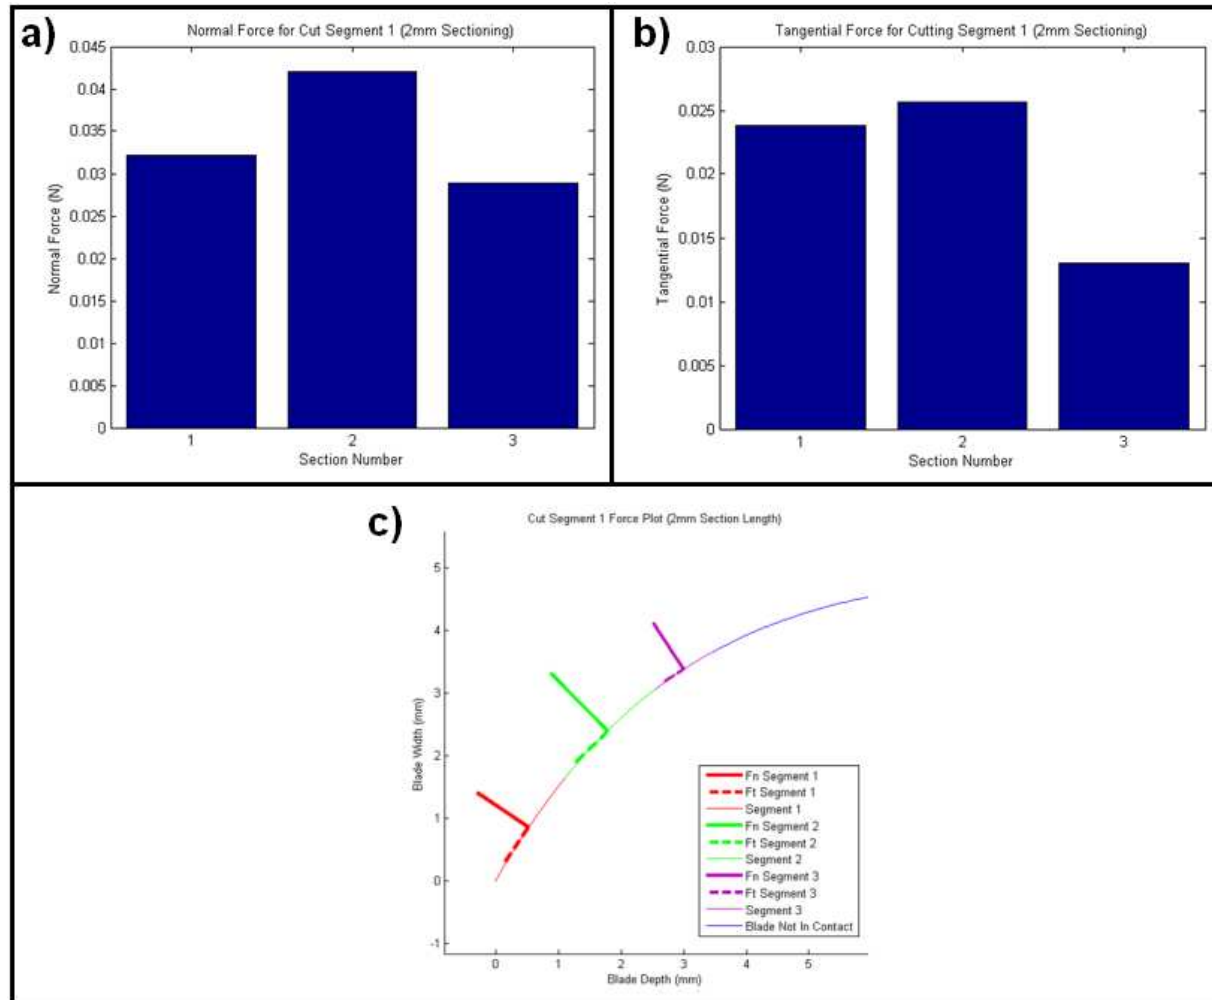 a)
Normal Force for Cut Segment 1 (2mm Sectioning)
0.045
0.04
0.035
0.03
0.025
0.02
0.015
0.01
0.005
0
Normal Force (N)
1 2 3
Section Number
b)
Tangential Force for Cutting Segment 1 (2mm Sectioning)
0.03
0.025
0.02
0.015
0.01
0.005
0
Tangential Force (N)
1 2 3
Section Number
c)
Cut Segment 1 Force Plot (2mm Section Length)
5
4
3
2
1
0
-1
Blade Width (mm)
0 1 2 3 4 5
Blade Depth (mm)
Fn Segment 1
Ft Segment 1
Segment 1
Fn Segment 2
Ft Segment 2
Segment 2
Fn Segment 3
Ft Segment 3
Segment 3
Blade Not In Contact